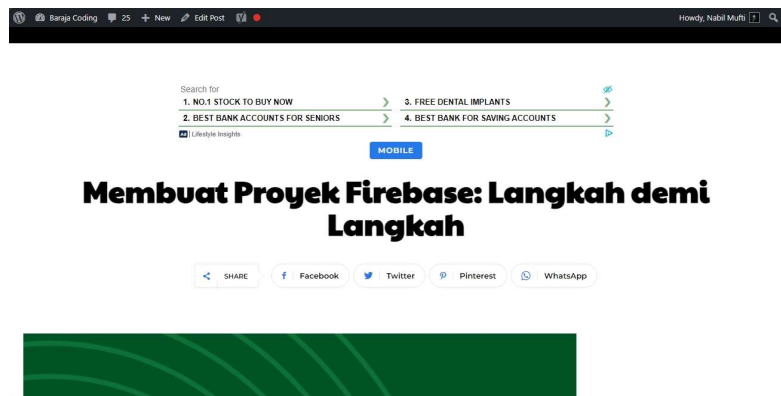 Baraja Coding 25 New Edit Post Howdy, Nabil Mufti
Search for
1. NO.1 STOCK TO BUY NOW
2. BEST BANK ACCOUNTS FOR SENIORS
3. FREE DENTAL IMPLANTS
4. BEST BANK FOR SAVING ACCOUNTS
Ad Lifestyle Insights
MOBILE
Membuat Proyek Firebase: Langkah demi
Langkah
SHARE Facebook Twitter Pinterest WhatsApp